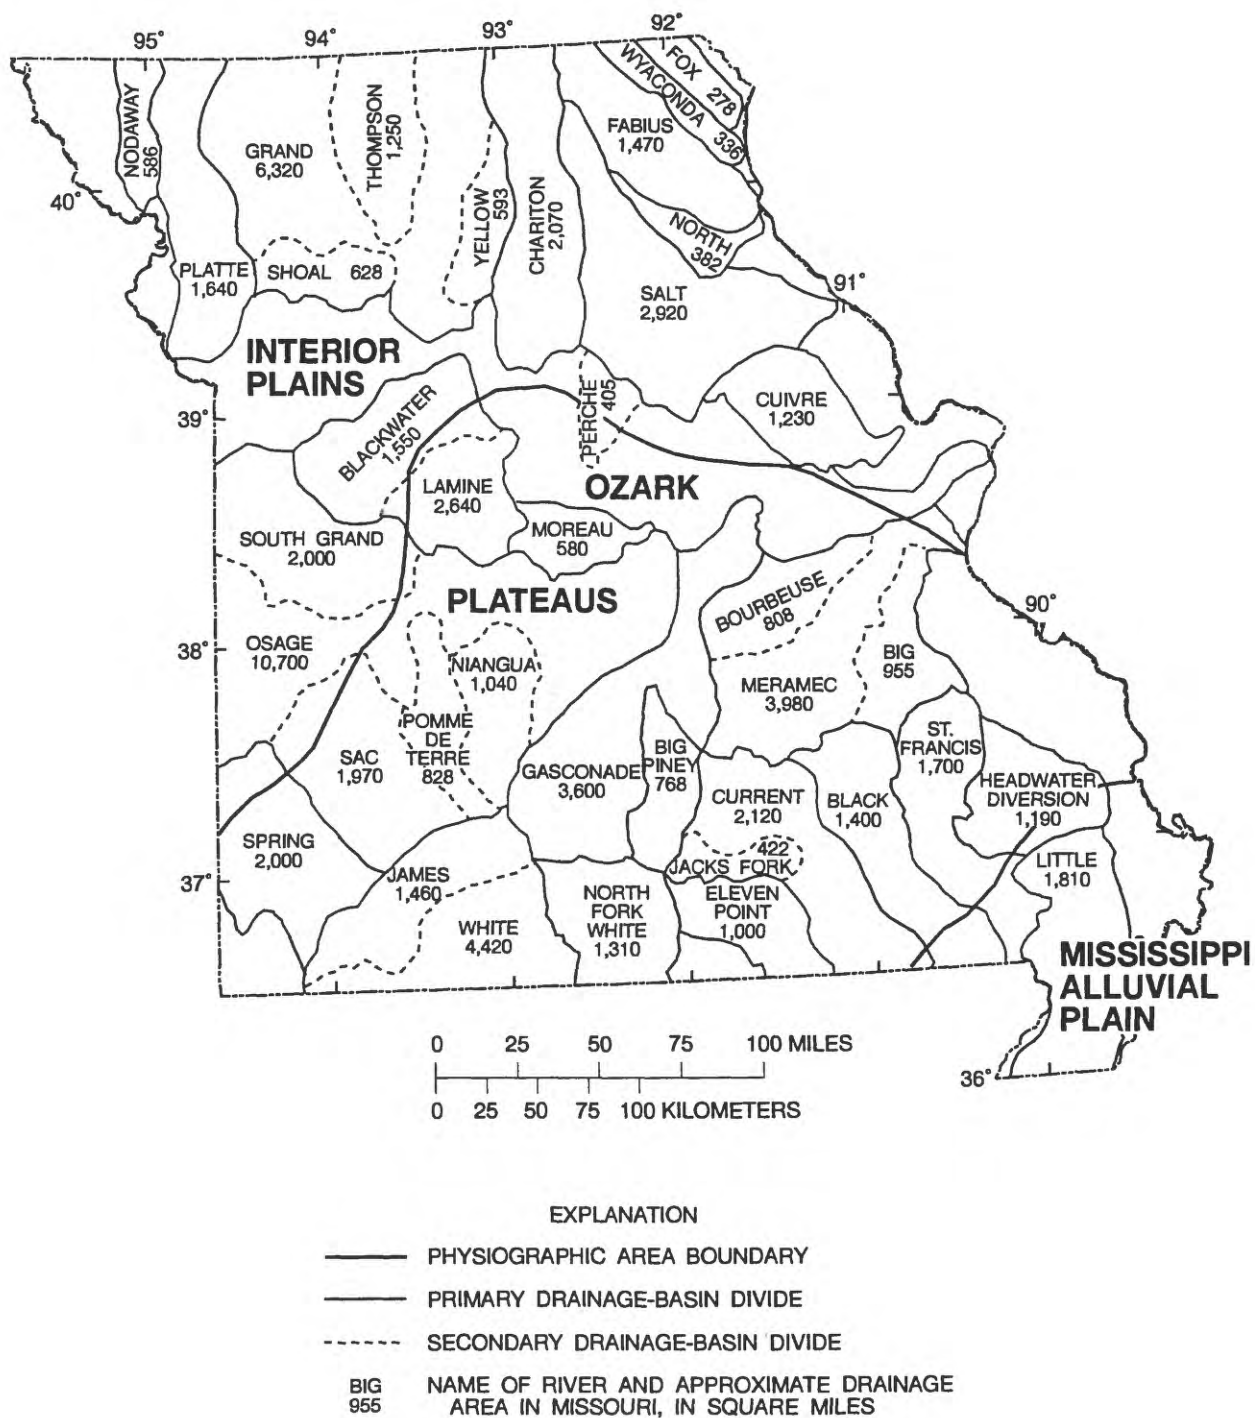 95°
94°
93°
92°
NODAWAY
586
GRAND
6,320
THOMPSON
1,250
YELLOW
593
CHARITON
2,070
FABIUS
1,470
WYACONDA 336
FOX 278
40°
NORTH
382
PLATTE
1,640
SHOAL 628
SALT
2,920
91°
INTERIOR
PLAINS
PERCHE
405
CUIVRE
1,230
39°
BLACKWATER
1,550
LAMINE
2,640
OZARK
MOREAU
580
SOUTH GRAND
2,000
PLATEAUS
BOURBEUSE
808
90°
38°
OSAGE
10,700
NIANGUA
1,040
MERAMEC
3,980
BIG
955
POMME
DE
TERRE
828
SAC
1,970
GASCONADE
3,600
BIG
PINEY
768
ST.
FRANCIS
1,700
HEADWATER
DIVERSION
1,190
CURRENT
2,120
BLACK
1,400
SPRING
2,000
422
JACKS FORK
LITTLE
1,810
37°
JAMES
1,460
NORTH
FORK
WHITE
1,310
ELEVEN
POINT
1,000
WHITE
4,420
MISSISSIPPI
ALLUVIAL
PLAIN
36°
0 25 50 75 100 MILES
0 25 50 75 100 KILOMETERS
EXPLANATION
PHYSIOGRAPHIC AREA BOUNDARY
PRIMARY DRAINAGE-BASIN DIVIDE
SECONDARY DRAINAGE-BASIN DIVIDE
BIG NAME OF RIVER AND APPROXIMATE DRAINAGE
955 AREA IN MISSOURI, IN SQUARE MILES